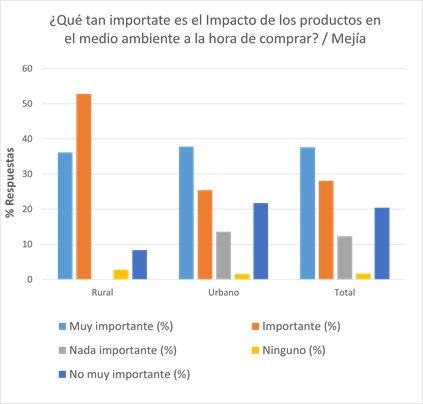 ¿Qué tan importate es el Impacto de los productos en
el medio ambiente a la hora de comprar? / Mejía
60
50
40
30
20
10
0
% Respuestas
Rural
Urbano
Total
Muy importante (%)
Importante (%)
Nada importante (%)
Ninguno (%)
No muy importante (%)